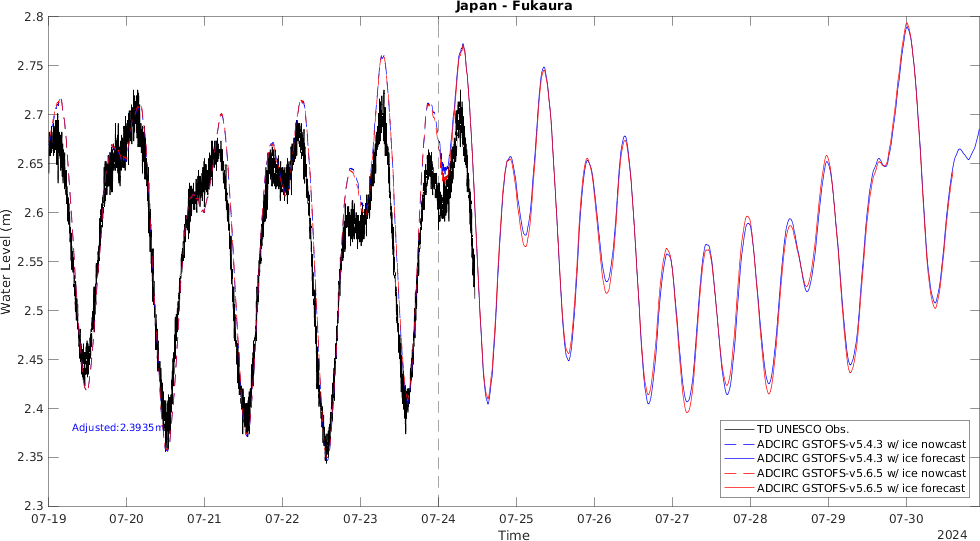 Japan - Fukaura
2.8
2.75
2.7
2.65
2.6
2.55
2.5
2.45
2.4
2.35
2.3
Water Level (m)
Adjusted:2.3935m
TD UNESCO Obs.
ADCIRC GSTOFS-v5.4.3 w/ ice nowcast
ADCIRC GSTOFS-v5.4.3 w/ ice forecast
ADCIRC GSTOFS-v5.6.5 w/ ice nowcast
ADCIRC GSTOFS-v5.6.5 w/ ice forecast
07-19 07-20 07-21 07-22 07-23 07-24 07-25 07-26 07-27 07-28 07-29 07-30
Time
2024